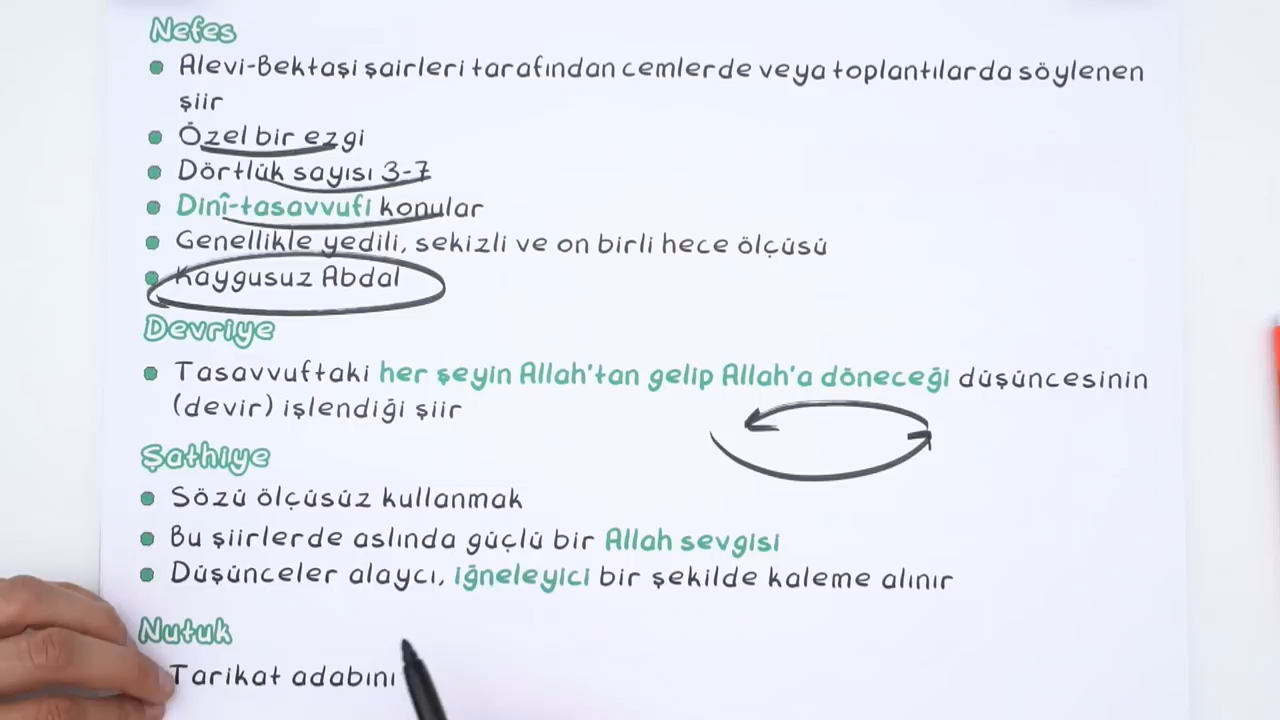 Nefes
Alevi-Bektaşi şairleri tarafından cemlerde veya toplantılarda söylenen
şiir
Özel bir ezgi
Dörtlük sayısı 3-7
Dinî-tasavvufi konular
Genellikle yedili, sekizli ve on birli hece ölçüsü
Kaygusuz Abdal
Devriye
Tasavvuftaki her şeyin Allah'tan gelip Allah'a döneceği düşüncesinin
(devir) işlendiği şiir
Şathiye
Sözü ölçüsüz kullanmak
Bu şiirlerde aslında güçlü bir Allah sevgisi
Düşünceler alaycı, iğneleyici bir şekilde kaleme alınır
Nutuk
Tarikat adabını